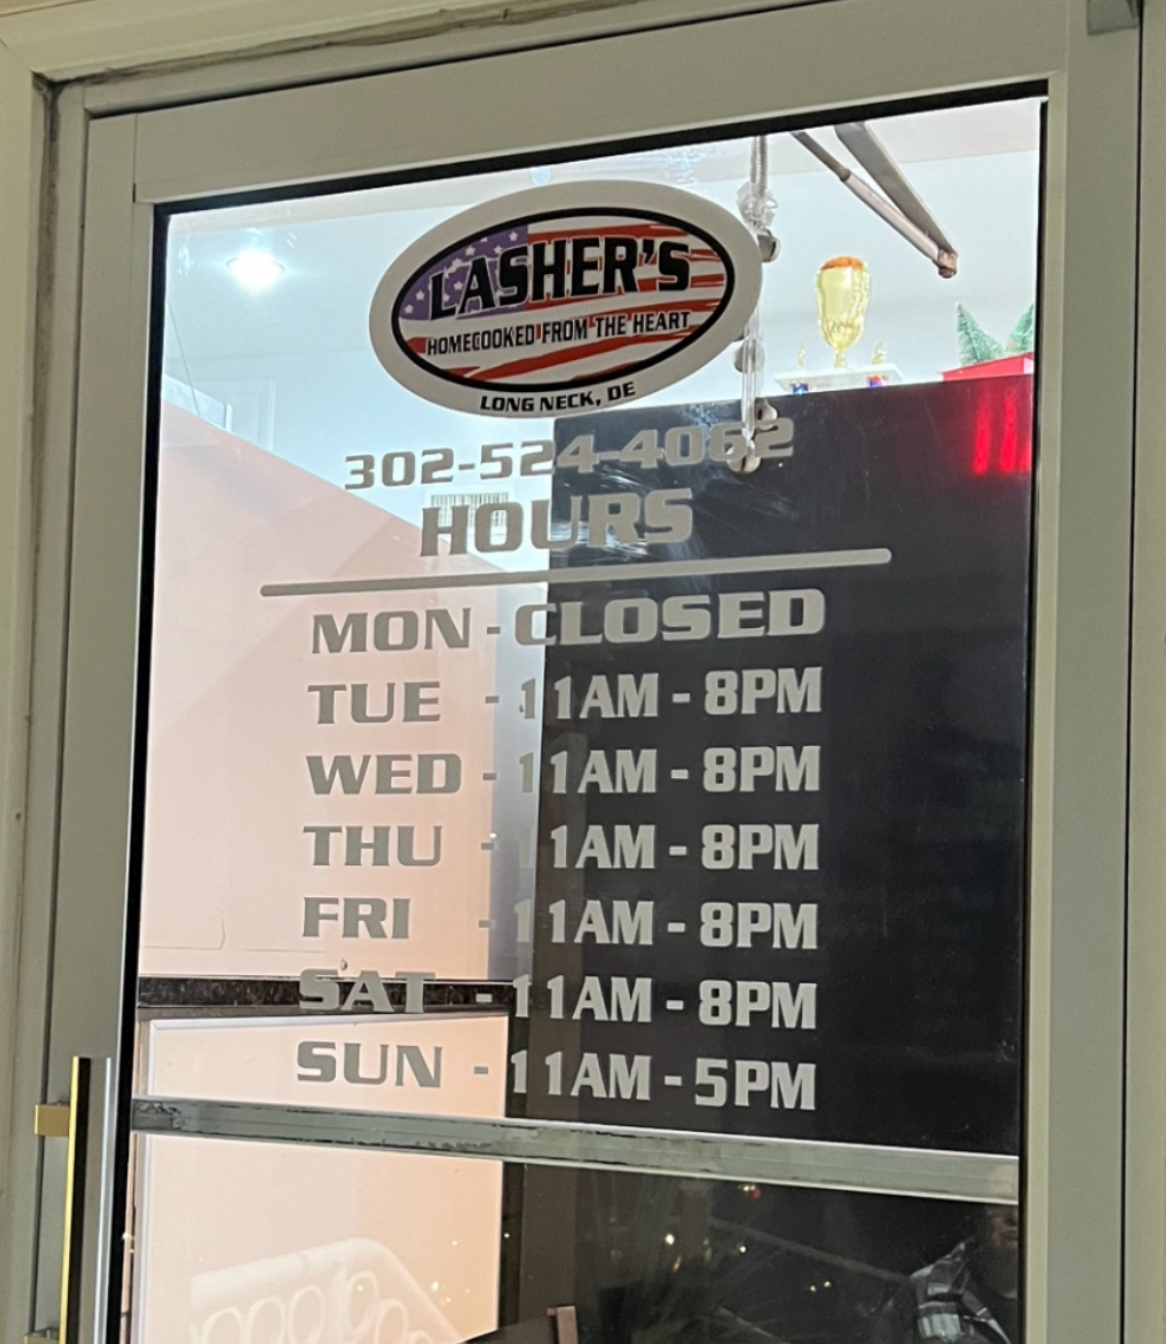 LASHER'S
HOMECOOKED FROM THE HEART
LONG NECK, DE
302-524-4062
HOURS
MON - CLOSED
TUE - 11AM - 8PM
WED - 11AM - 8PM
THU - 11AM - 8PM
FRI - 11AM - 8PM
SAT - 11AM - 8PM
SUN - 11AM - 5PM